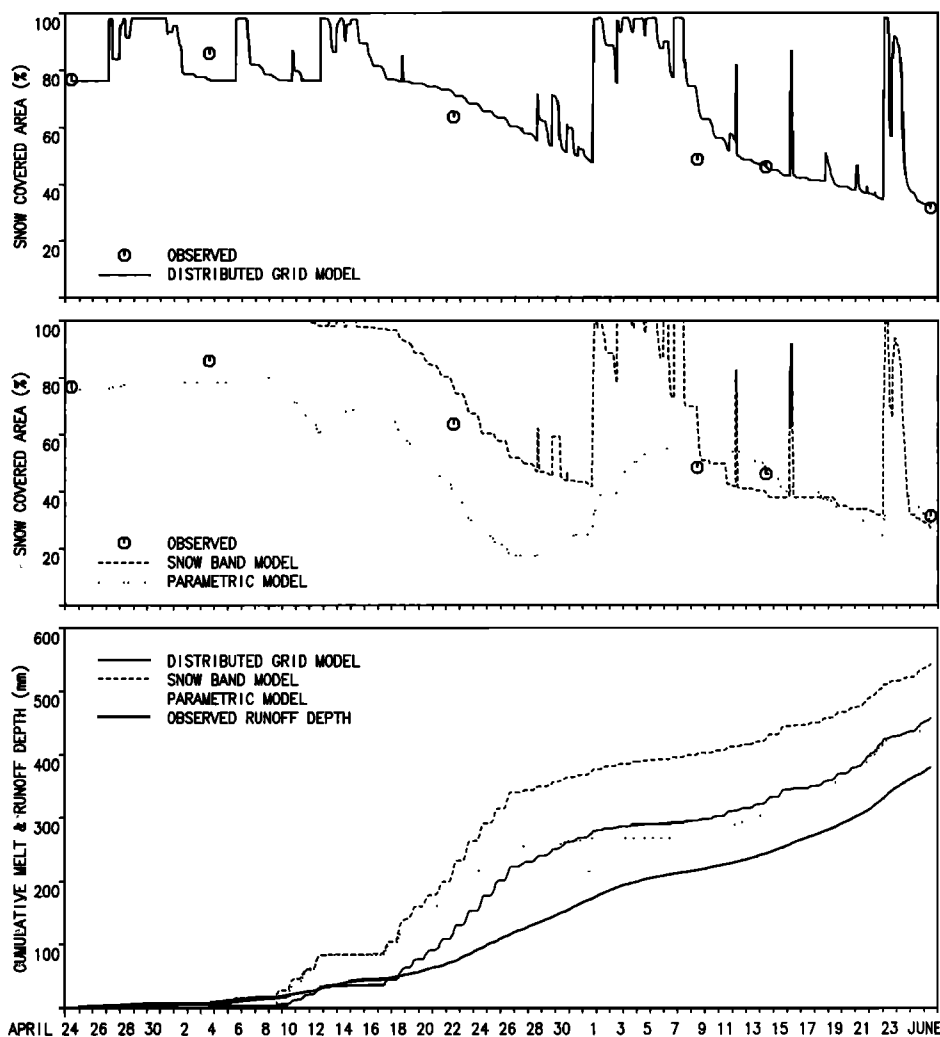 SNOW COVERED AREA (%)
100
80
60
40
20
OBSERVED
DISTRIBUTED GRID MODEL
SNOW COVERED AREA (%)
100
80
60
40
20
OBSERVED
SNOW BAND MODEL
PARAMETRIC MODEL
CUMULATIVE MELT & RUNOFF DEPTH (mm)
600
500
400
300
200
100
DISTRIBUTED GRID MODEL
SNOW BAND MODEL
PARAMETRIC MODEL
OBSERVED RUNOFF DEPTH
APRIL 24 26 28 30 2 4 6 8 10 12 14 16 18 20 22 24 26 28 30 1 3 5 7 9 11 13 15 17 19 21 23 JUNE